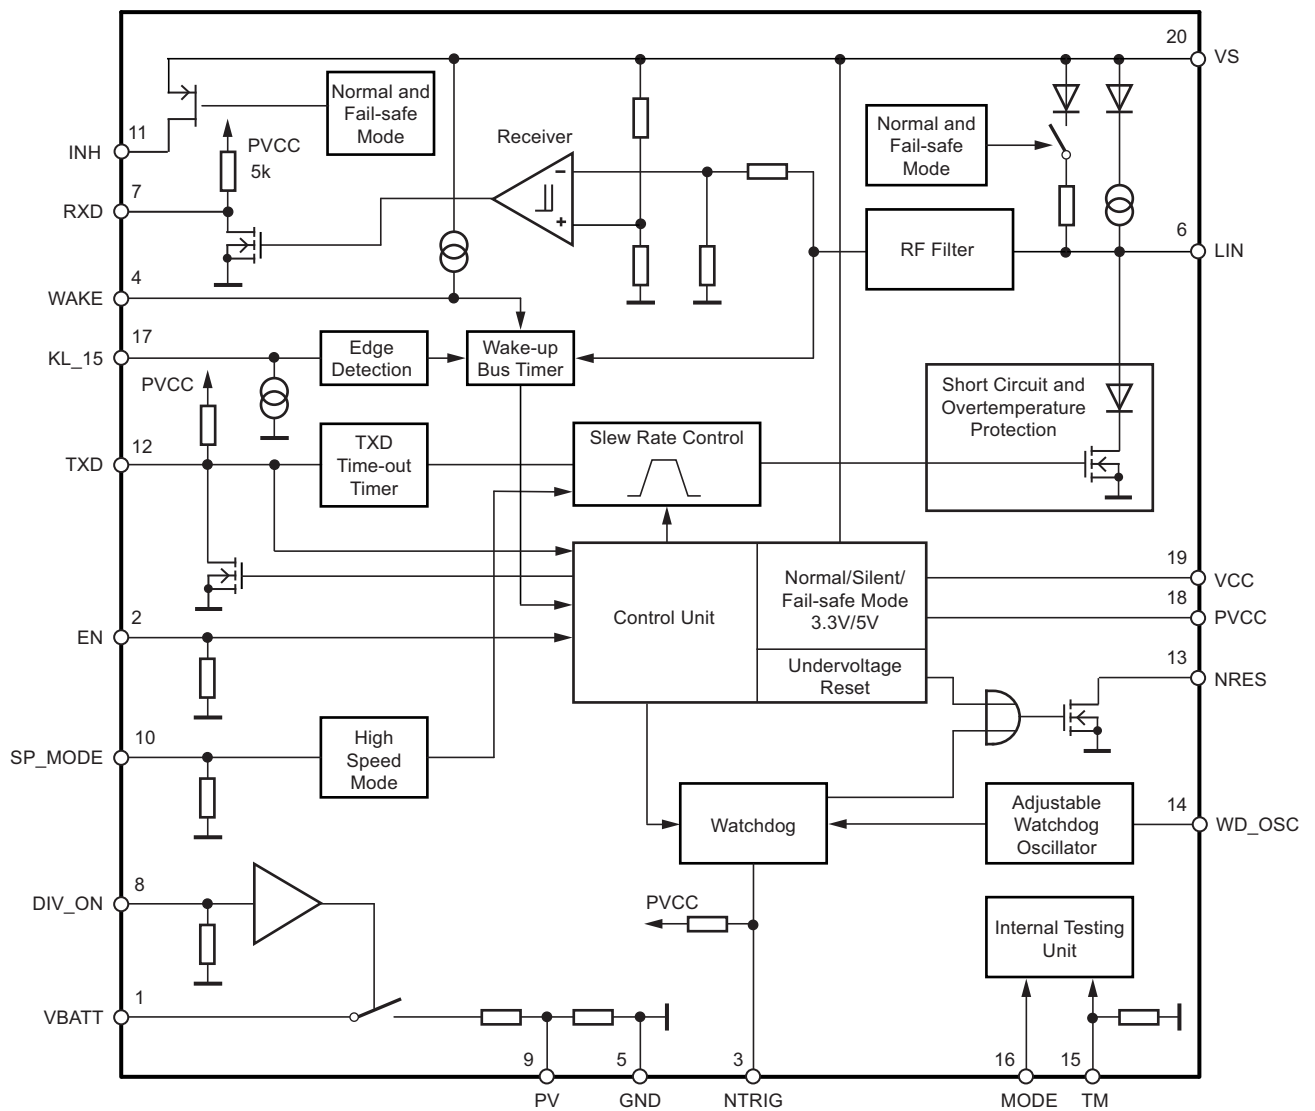 20
VS
Normal and
Fail-safe
Mode
11
INH
PVCC
5k
Receiver
Normal and
Fail-safe
Mode
7
RXD
-
+
RF Filter
6
LIN
4
WAKE
17
KL_15
Edge
Detection
Wake-up
Bus Timer
PVCC
Short Circuit and
Overtemperature
Protection
12
TXD
TXD
Time-out
Timer
Slew Rate Control
Control Unit
Normal/Silent/
Fail-safe Mode
3.3V/5V
Undervoltage
Reset
19
VCC
18
PVCC
2
EN
13
NRES
10
SP_MODE
High
Speed
Mode
Watchdog
Adjustable
Watchdog
Oscillator
14
WD_OSC
8
DIV_ON
PVCC
Internal Testing
Unit
1
VBATT
9
5
3
16
15
PV
GND
NTRIG
MODE
TM